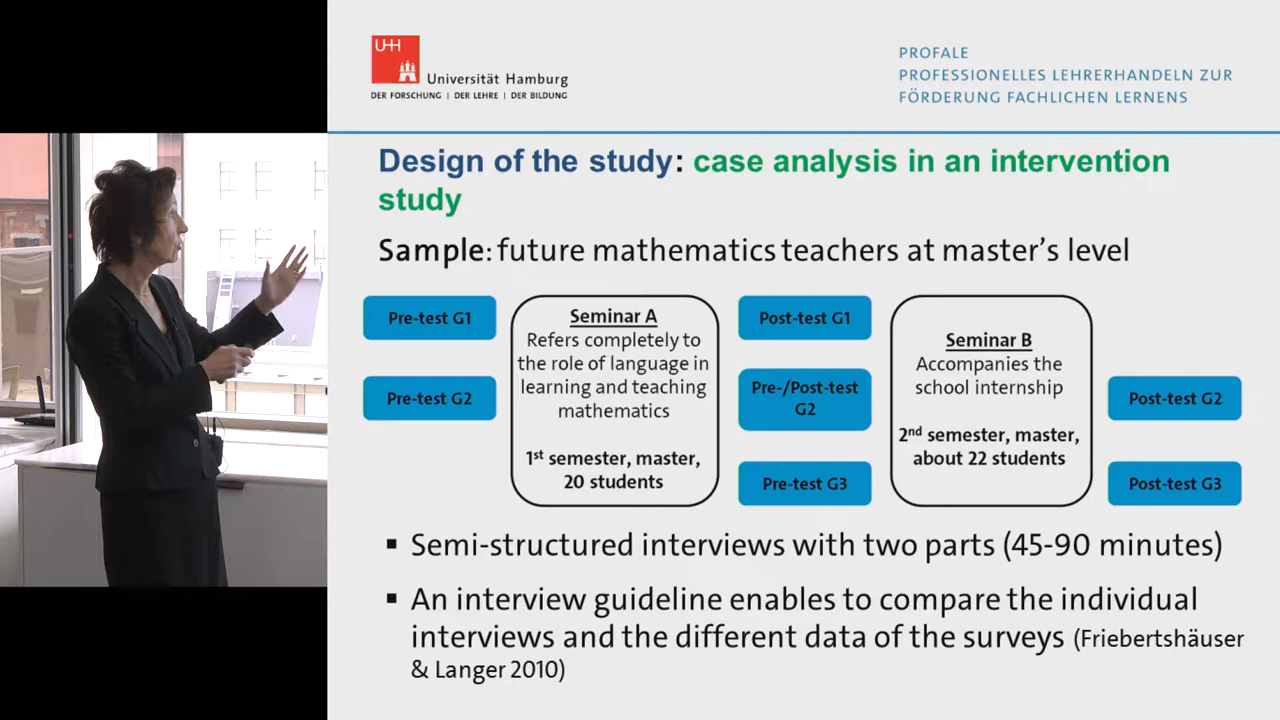 UHH
Universität Hamburg
DER FORSCHUNG | DER LEHRE | DER BILDUNG
PROFALE
PROFESSIONELLES LEHRERHANDELN ZUR
FÖRDERUNG FACHLICHEN LERNENS
Design of the study: case analysis in an intervention
study
Sample: future mathematics teachers at master's level
Pre-test G1
Pre-test G2
Seminar A
Refers completely to
the role of language in
learning and teaching
mathematics
1st semester, master,
20 students
Post-test G1
Pre-/Post-test
G2
Pre-test G3
Seminar B
Accompanies the
school internship
2nd semester, master,
about 22 students
Post-test G2
Post-test G3
▪ Semi-structured interviews with two parts (45-90 minutes)
▪ An interview guideline enables to compare the individual
interviews and the different data of the surveys (Friebertshäuser
& Langer 2010)